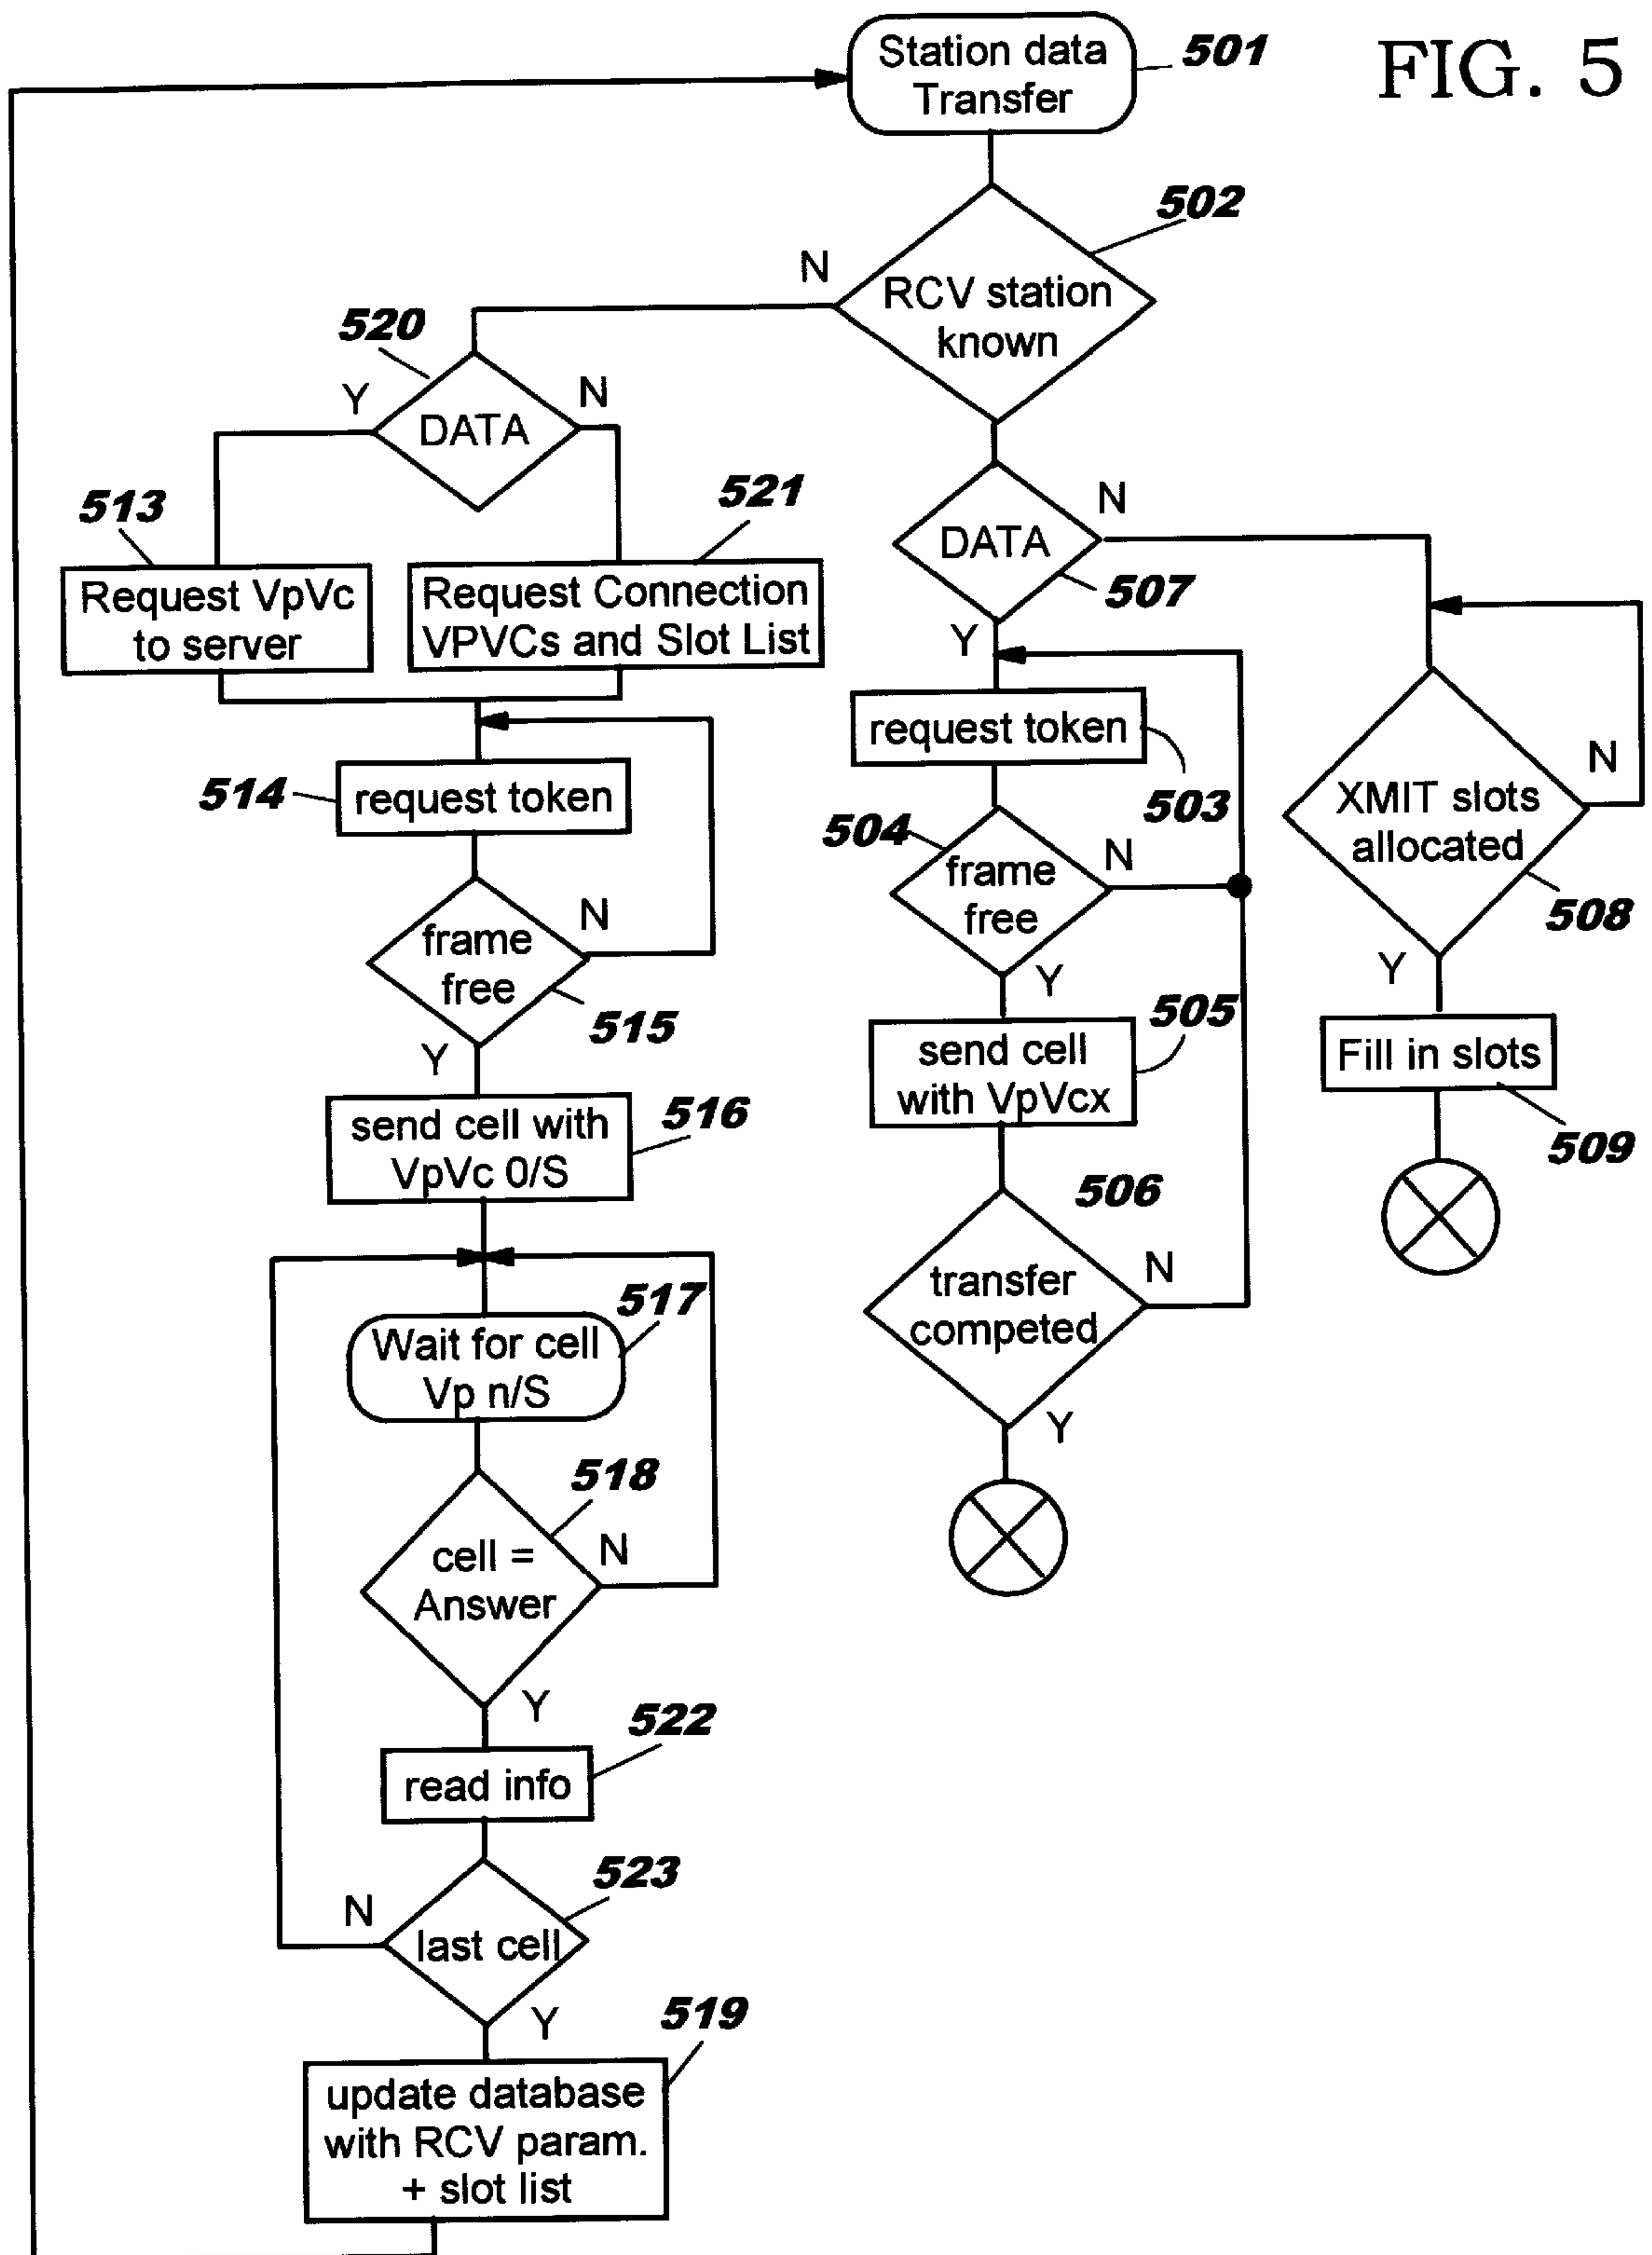 FIG. 5
Station data
Transfer
501
502
N
RCV station
known
520
Y
N
DATA
513
521
Request VpVc
to server
Request Connection
VPVCs and Slot List
514
request token
frame
free
N
515
Y
send cell with
VpVc 0/S
516
517
Wait for cell
Vp n/S
518
cell =
Answer
N
Y
522
read info
523
N
last cell
Y
519
update database
with RCV param.
+ slot list
N
DATA
507
Y
request token
503
504
frame
free
N
Y
505
send cell
with VpVcx
506
transfer
competed
N
Y
XMIT slots
allocated
N
508
Y
Fill in slots
509